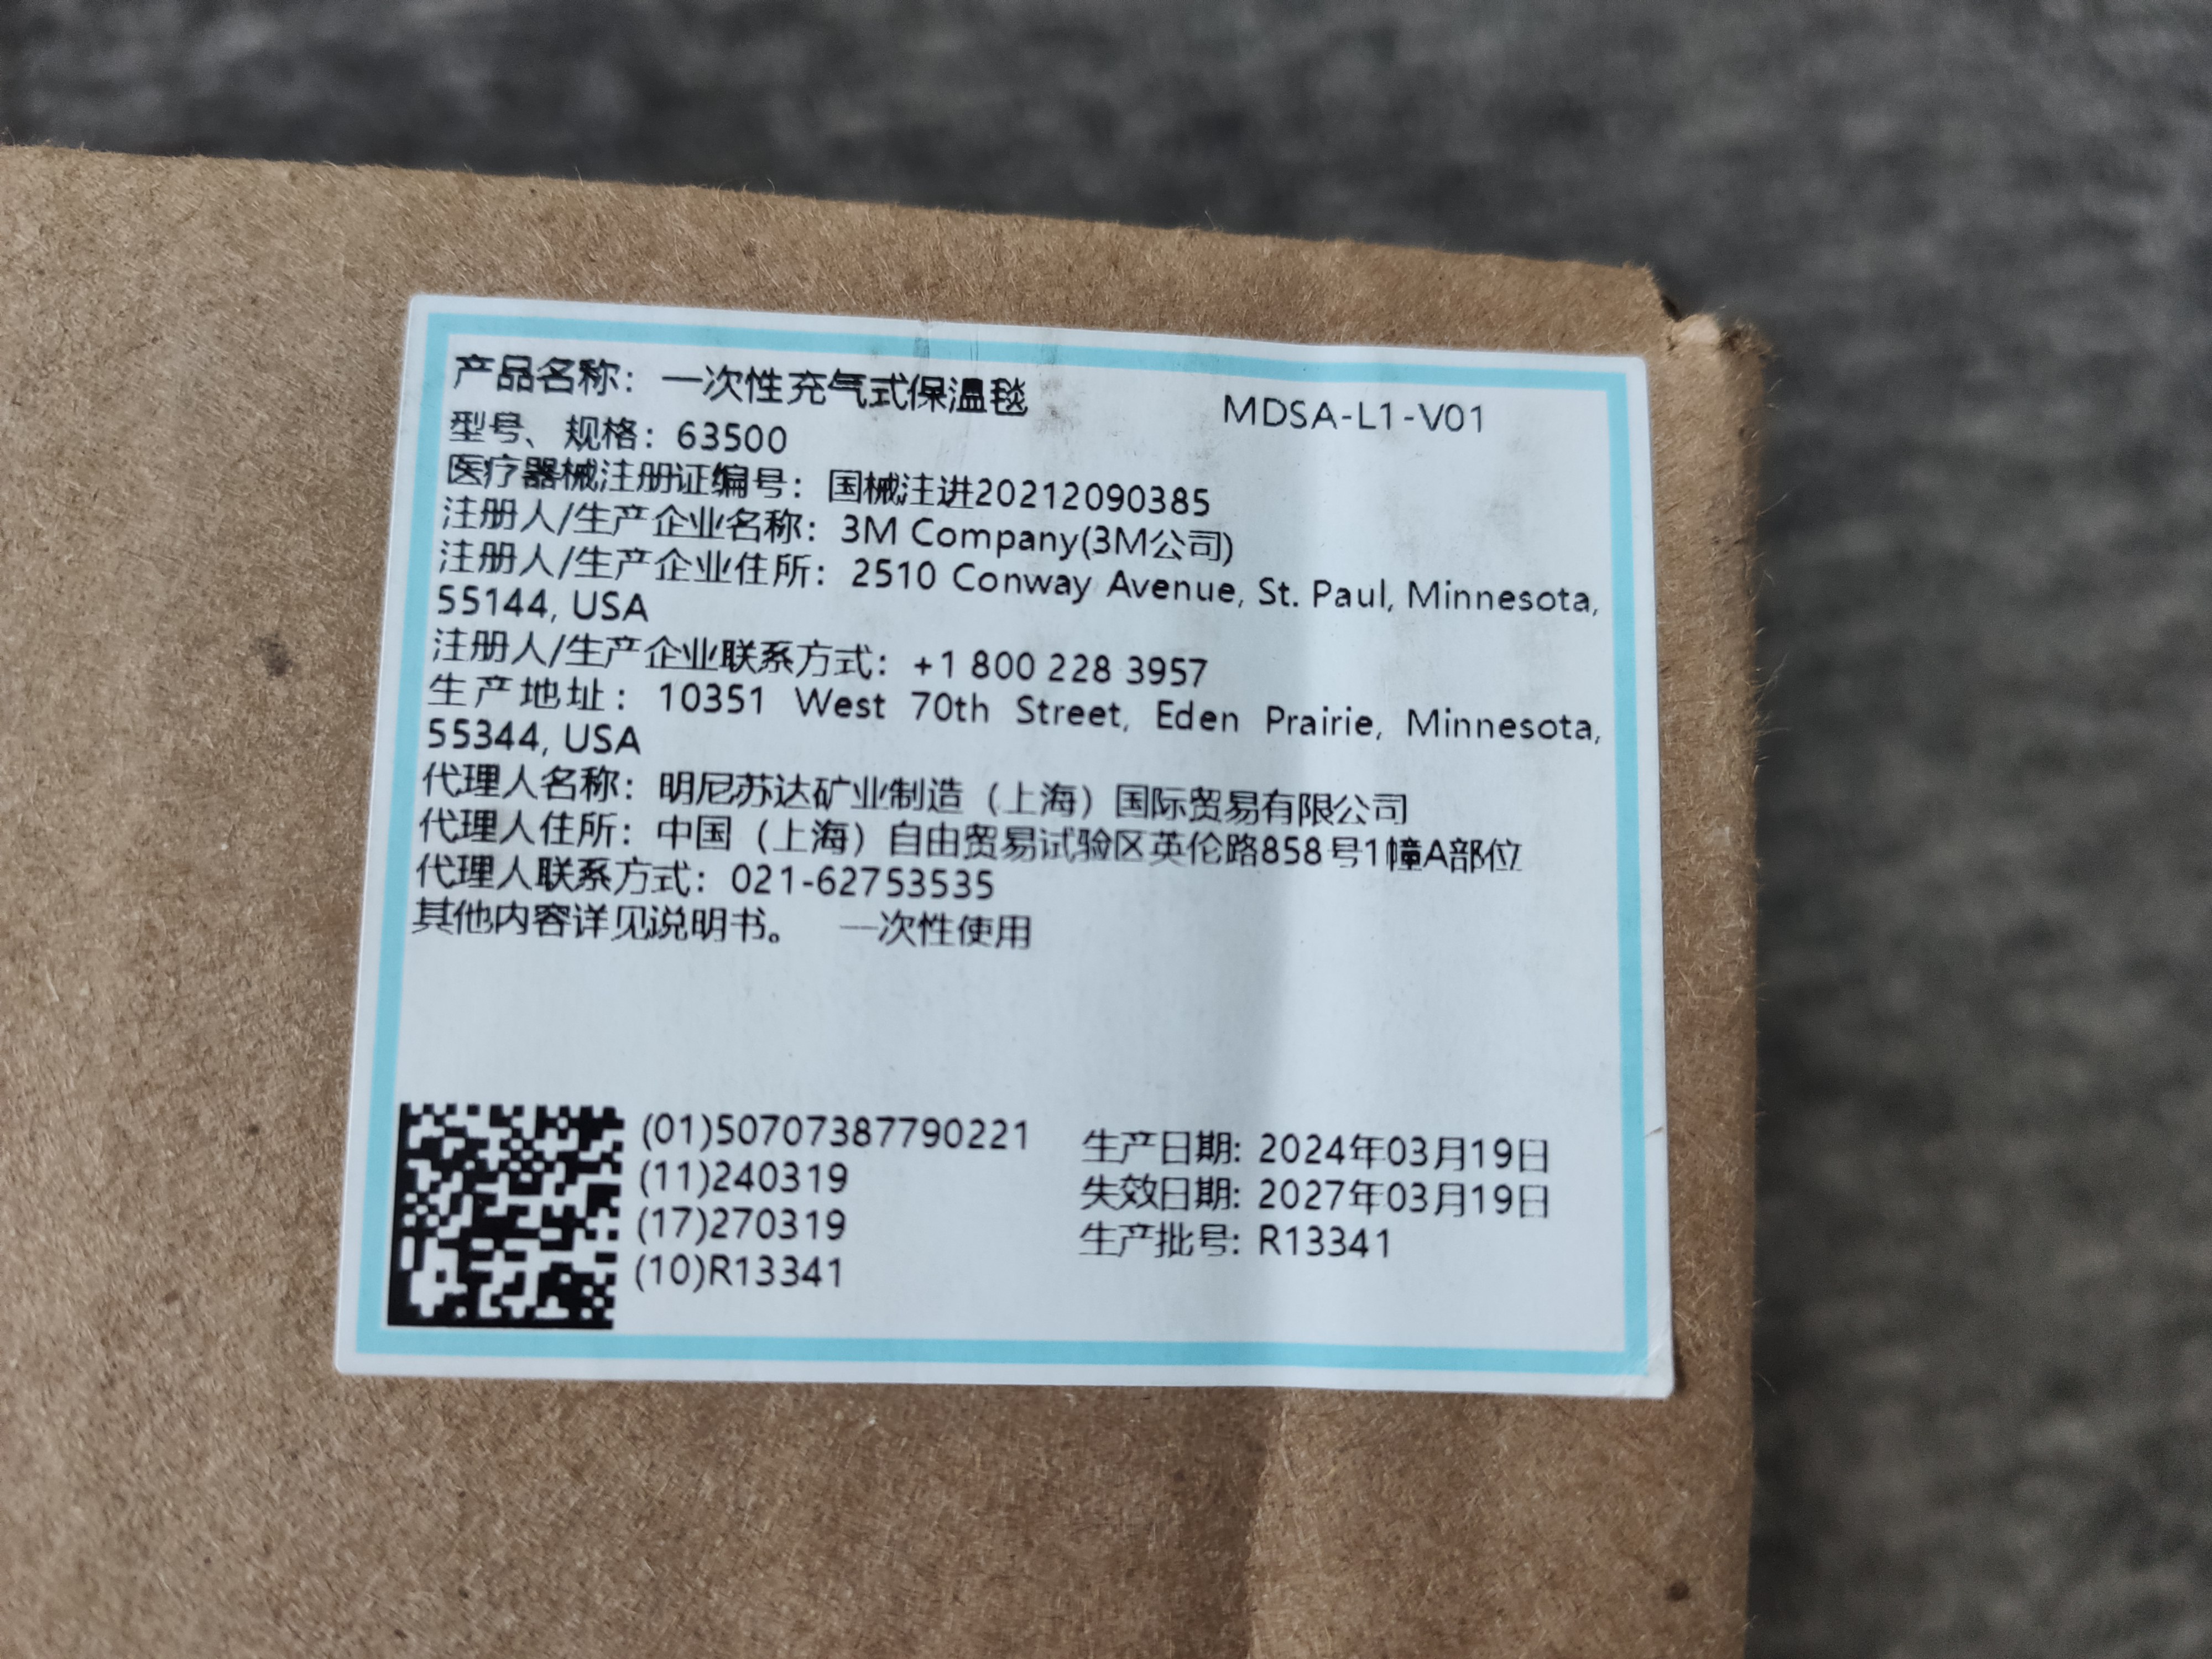 产品名称：一次性充气式保温毯
MDSA-L1-V01
型号、规格：63500
医疗器械注册证编号：国械注进20212090385
注册人/生产企业名称：3M Company(3M公司)
注册人/生产企业住所：2510 Conway Avenue, St. Paul, Minnesota,
55144, USA
注册人/生产企业联系方式：+1 800 228 3957
生产地址：10351 West 70th Street, Eden Prairie, Minnesota,
55344, USA
代理人名称：明尼苏达矿业制造（上海）国际贸易有限公司
代理人住所：中国（上海）自由贸易试验区英伦路858号1幢A部位
代理人联系方式：021-62753535
其他内容详见说明书。 一次性使用
(01)50707387790221
(11)240319
(17)270319
(10)R13341
生产日期: 2024年03月19日
失效日期: 2027年03月19日
生产批号: R13341